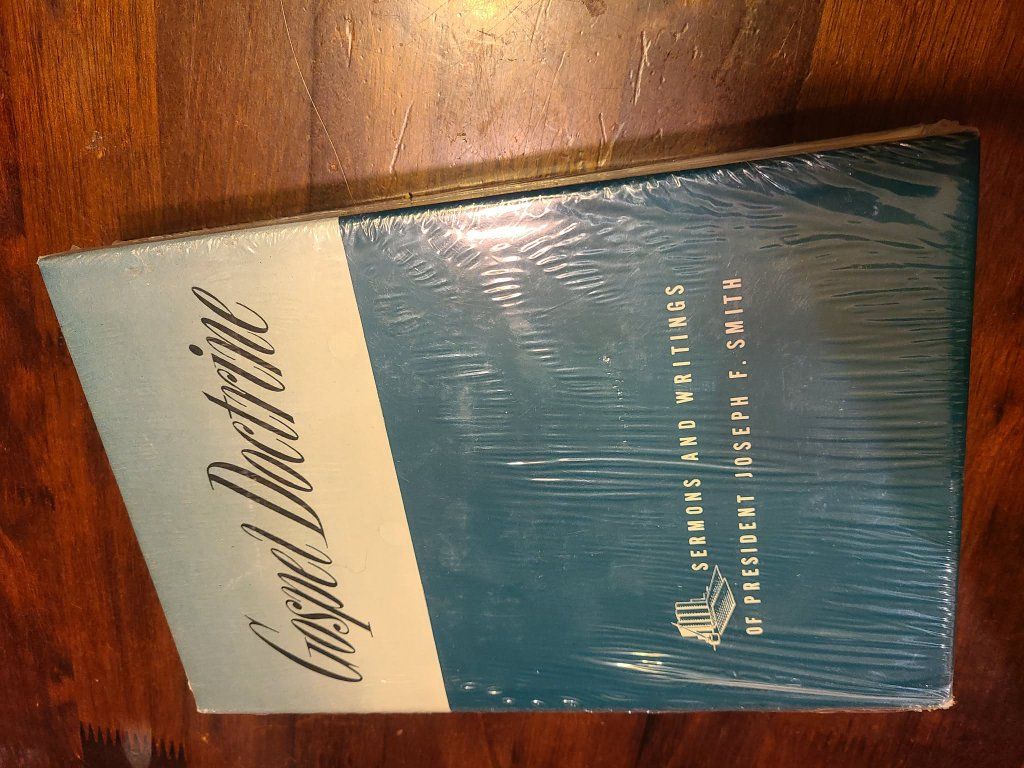 Gospel Doctrine
SERMONS AND WRITINGS
OF PRESIDENT JOSEPH F. SMITH